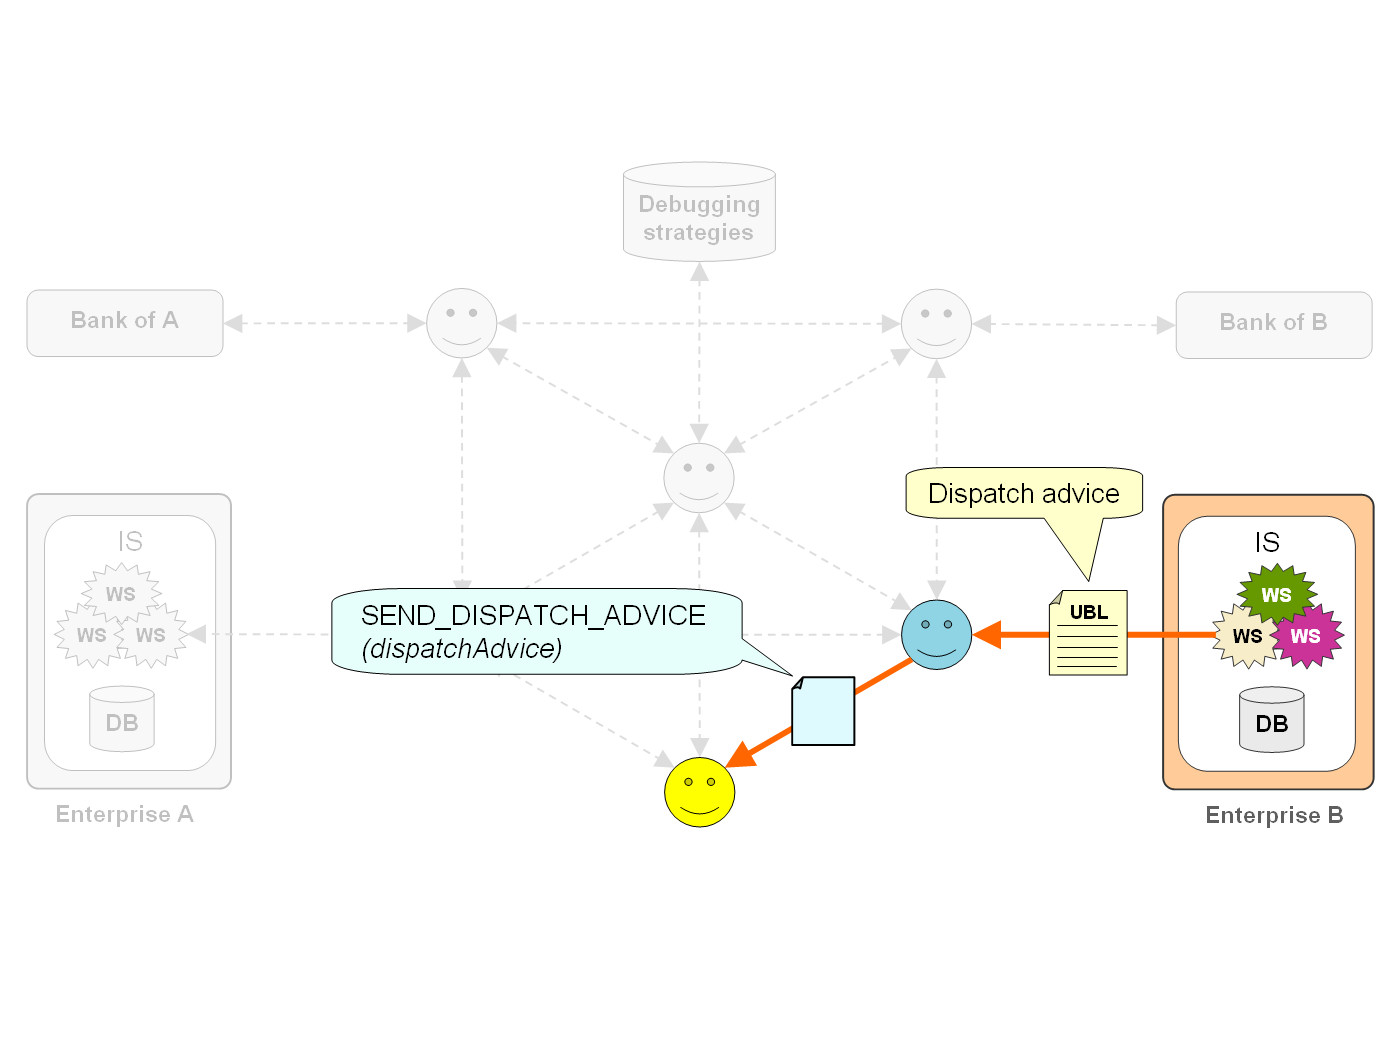 Debugging
strategies
Bank of A
Bank of B
Dispatch advice
IS
WS
WS
WS
DB
Enterprise A
SEND_DISPATCH_ADVICE
(dispatchAdvice)
UBL
IS
WS
WS
WS
DB
Enterprise B